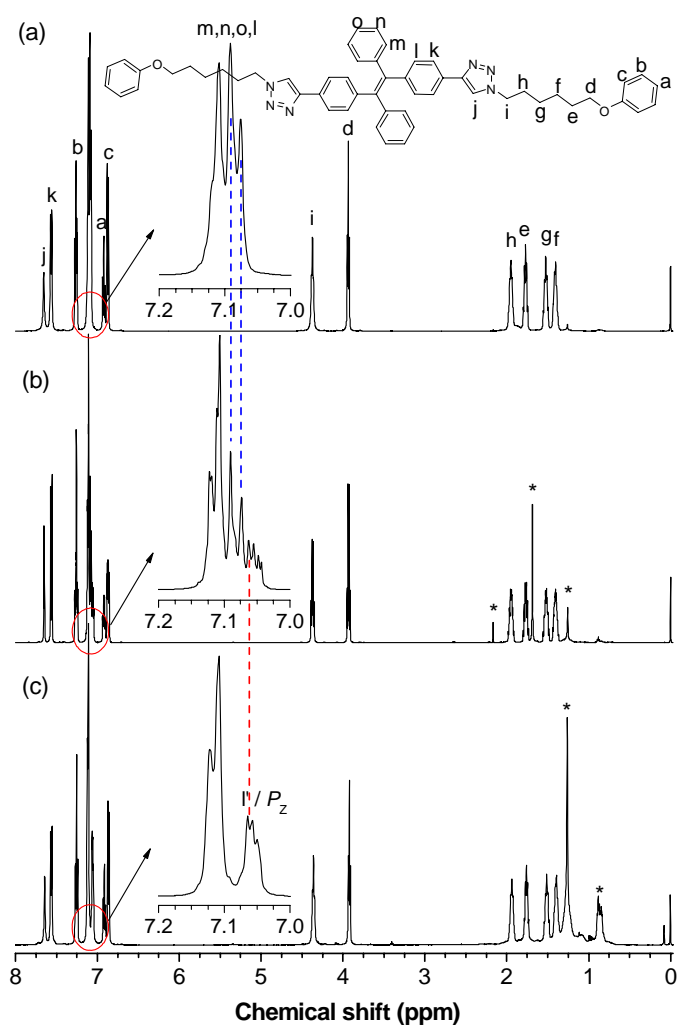 (a)
m,n,o,l
o n
m
l k
O
N
N=N
N=N
N
h f d c b
a
j i g e O
b
c
d
k
a
j
i
h e g f
7.2 7.1 7.0
(b)
*
*
*
7.2 7.1 7.0
(c)
*
l' / PZ
*
7.2 7.1 7.0
8 7 6 5 4 3 2 1 0
Chemical shift (ppm)